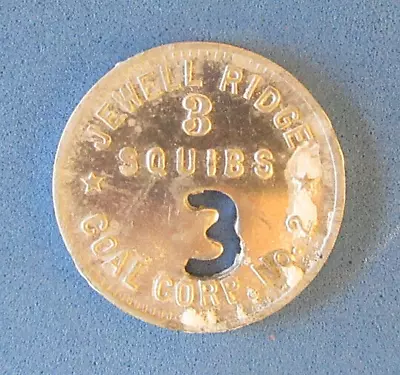 JEWELL RIDGE
3
SQUIBS
3
COAL CORP. No. 2